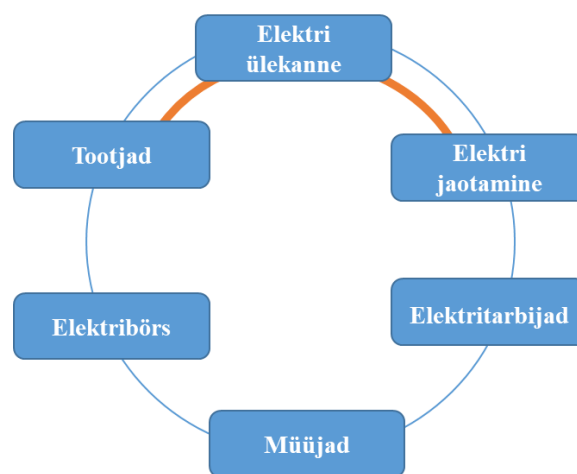 Elektri
ülekanne
Tootjad
Elektri
jaotamine
Elektribörs
Elektritarbijad
Müüjad